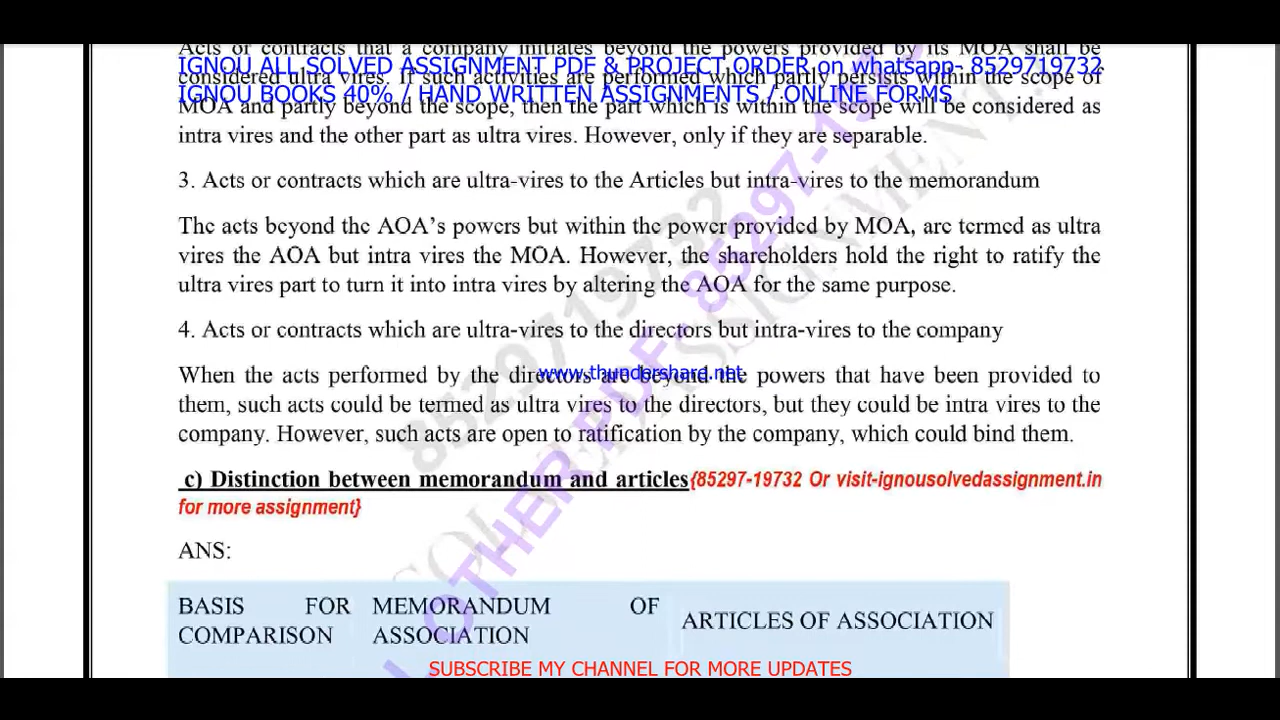 Acts or contracts that a company initiates beyond the powers provided by its MOA shall be
IGNOU ALL SOLVED ASSIGNMENT PDF & PROJECT ORDER on whatsapp- 8529719732
considered ultra vires. If such activities are performed which partly persists within the scope of
IGNOU BOOKS 40% / HAND WRITTEN ASSIGNMENTS / ONLINE FORMS
MOA and partly beyond the scope, then the part which is within the scope will be considered as
intra vires and the other part as ultra vires. However, only if they are separable.
3. Acts or contracts which are ultra-vires to the Articles but intra-vires to the memorandum
The acts beyond the AOA’s powers but within the power provided by MOA, are termed as ultra
vires the AOA but intra vires the MOA. However, the shareholders hold the right to ratify the
ultra vires part to turn it into intra vires by altering the AOA for the same purpose.
4. Acts or contracts which are ultra-vires to the directors but intra-vires to the company
www.thundershare.net
When the acts performed by the directors are beyond the powers that have been provided to
them, such acts could be termed as ultra vires to the directors, but they could be intra vires to the
company. However, such acts are open to ratification by the company, which could bind them.
c) Distinction between memorandum and articles{85297-19732 Or visit-ignousolvedassignment.in
for more assignment}
ANS:
BASIS FOR COMPARISON
MEMORANDUM OF ASSOCIATION
ARTICLES OF ASSOCIATION
SUBSCRIBE MY CHANNEL FOR MORE UPDATES
8529719732
OTHER PDF- 85297-19
ASSIGNMENT